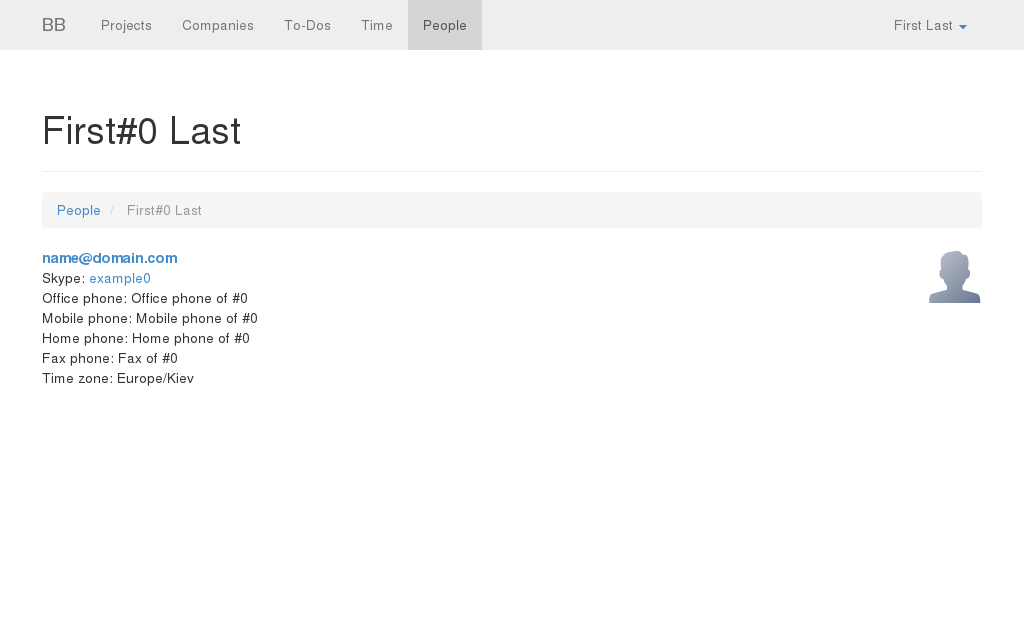 BB Projects Companies To-Dos Time People First Last
First#0 Last
People / First#0 Last
name@domain.com
Skype: example0
Office phone: Office phone of #0
Mobile phone: Mobile phone of #0
Home phone: Home phone of #0
Fax phone: Fax of #0
Time zone: Europe/Kiev